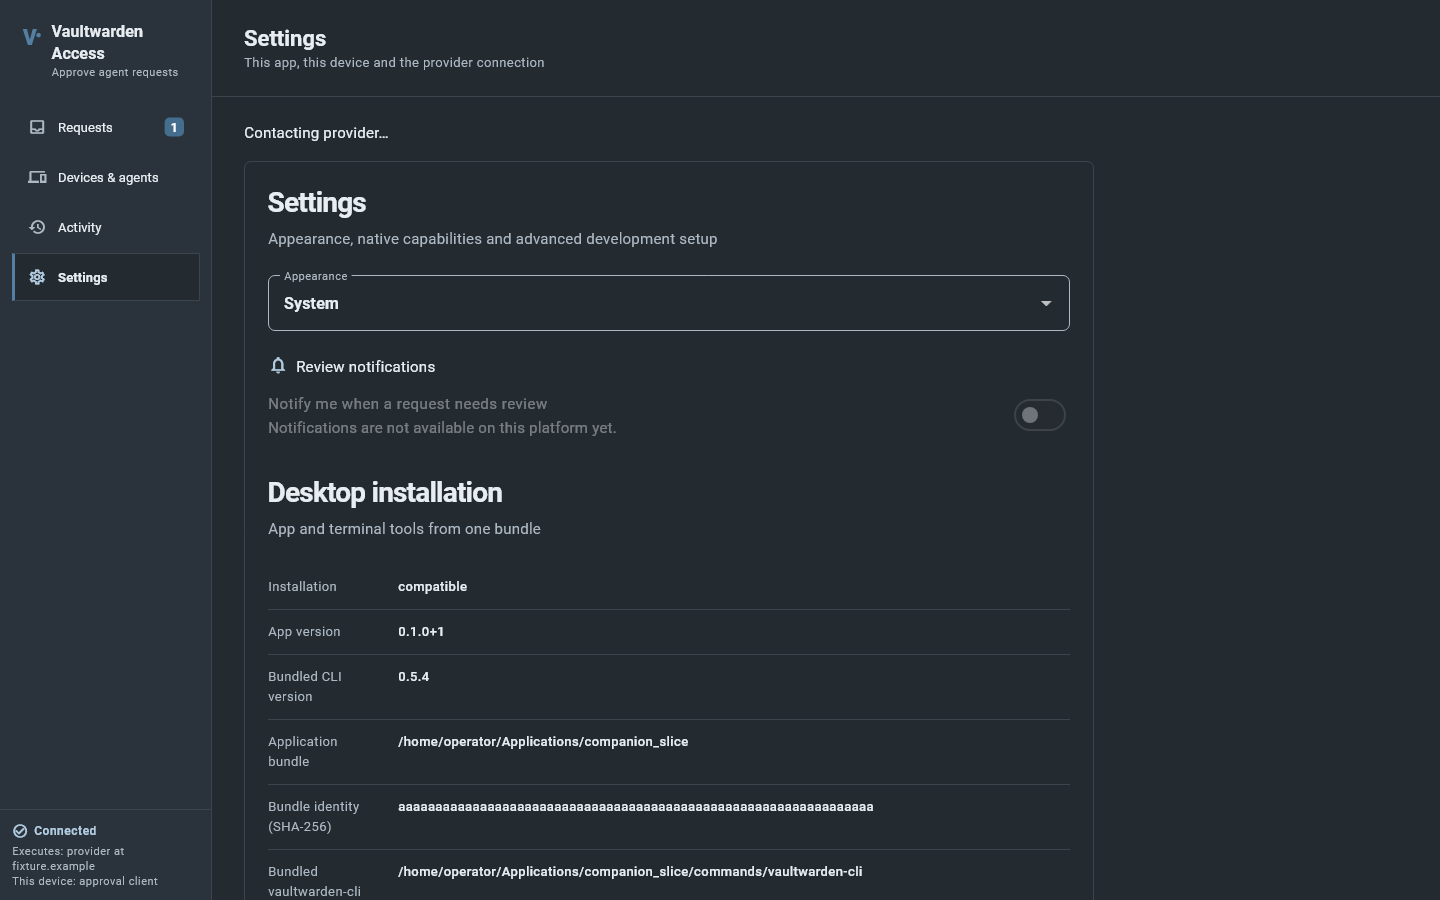 Vaultwarden
Access
Approve agent requests
Requests
1
Devices & agents
Activity
Settings
Connected
Executes: provider at
fixture.example
This device: approval client
Settings
This app, this device and the provider connection
Contacting provider...
Settings
Appearance, native capabilities and advanced development setup
Appearance
System
Review notifications
Notify me when a request needs review
Notifications are not available on this platform yet.
Desktop installation
App and terminal tools from one bundle
Installation
compatible
App version
0.1.0+1
Bundled CLI
version
0.5.4
Application
bundle
/home/operator/Applications/companion_slice
Bundle identity
(SHA-256)
aaaaaaaaaaaaaaaaaaaaaaaaaaaaaaaaaaaaaaaaaaaaaaaaaaaaaaaaaaaaaaaa
Bundled
vaultwarden-cli
/home/operator/Applications/companion_slice/commands/vaultwarden-cli